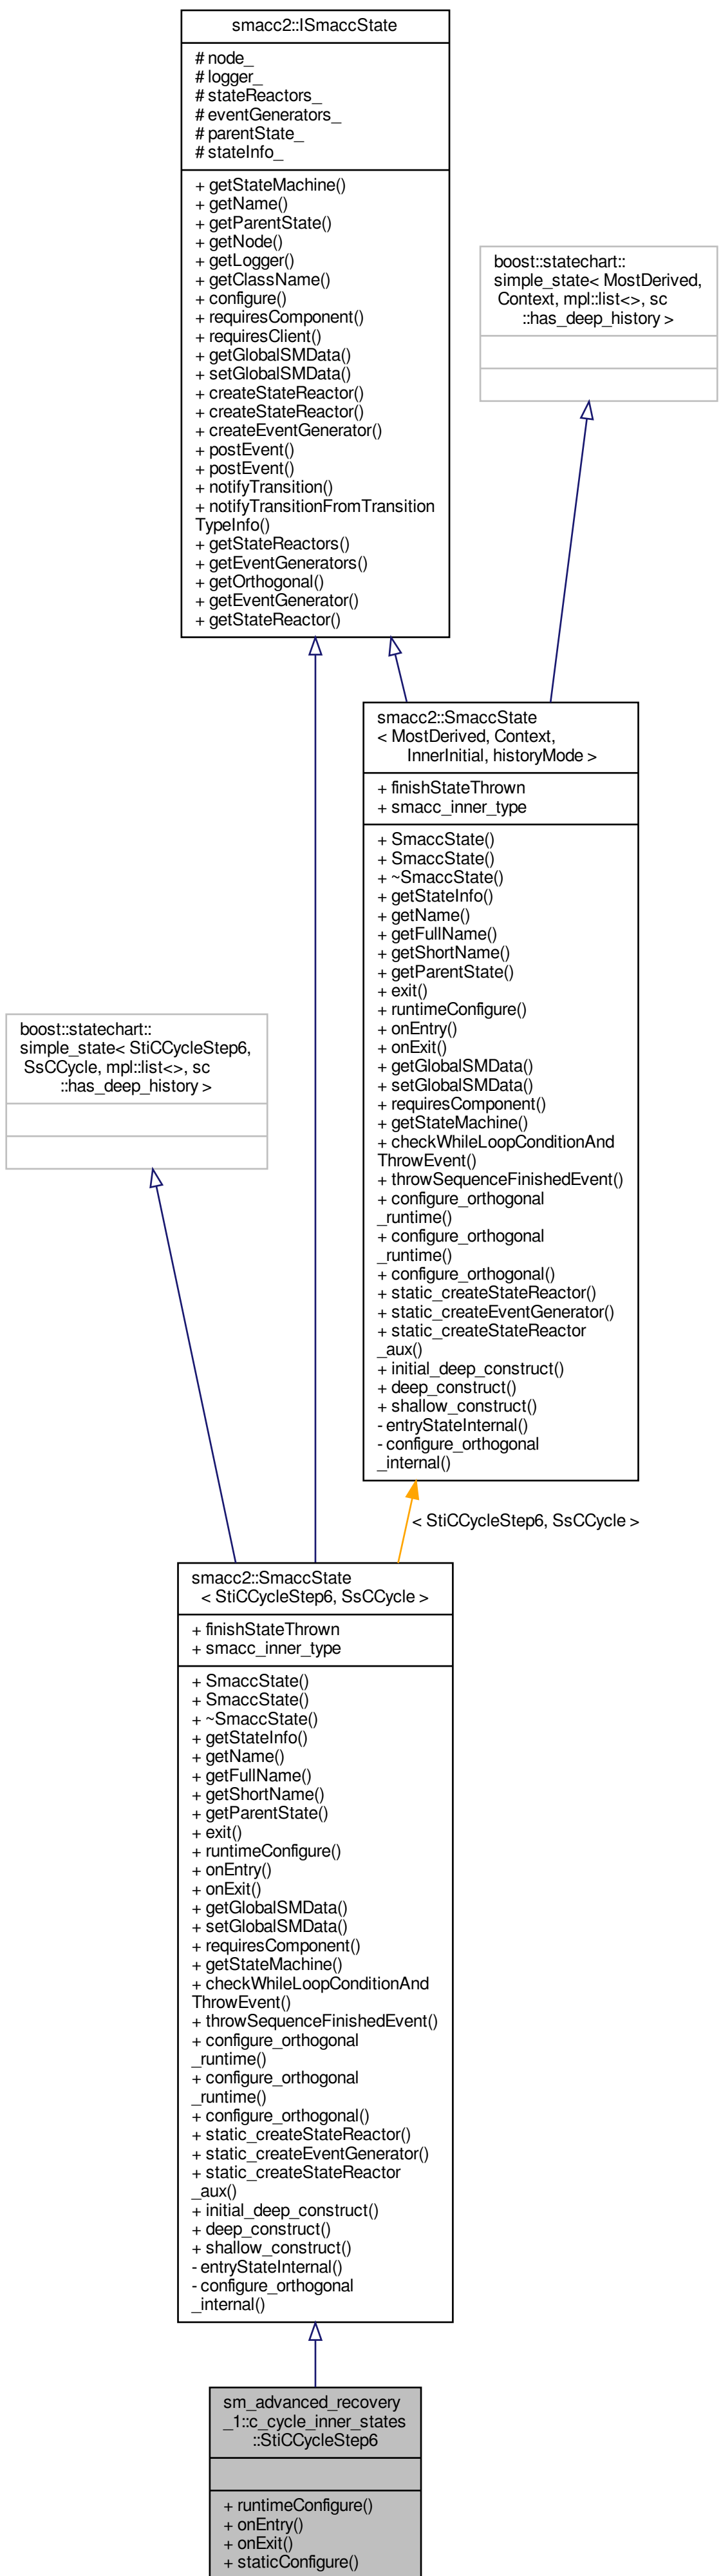 smacc2::ISmaccState
# node_
# logger_
# stateReactors_
# eventGenerators_
# parentState_
# stateInfo_
+ getStateMachine()
+ getName()
+ getParentState()
+ getNode()
+ getLogger()
+ getClassName()
+ configure()
+ requiresComponent()
+ requiresClient()
+ getGlobalSMData()
+ setGlobalSMData()
+ createStateReactor()
+ createStateReactor()
+ createEventGenerator()
+ postEvent()
+ postEvent()
+ notifyTransition()
+ notifyTransitionFromTransition
TypeInfo()
+ getStateReactors()
+ getEventGenerators()
+ getOrthogonal()
+ getEventGenerator()
+ getStateReactor()
boost::statechart::
simple_state< MostDerived,
Context, mpl::list<>, sc
::has_deep_history >
smacc2::SmaccState
< MostDerived, Context,
InnerInitial, historyMode >
+ finishStateThrown
+ smacc_inner_type
+ SmaccState()
+ SmaccState()
+ ~SmaccState()
+ getStateInfo()
+ getName()
+ getFullName()
+ getShortName()
+ getParentState()
+ exit()
+ runtimeConfigure()
+ onEntry()
+ onExit()
+ getGlobalSMData()
+ setGlobalSMData()
+ requiresComponent()
+ getStateMachine()
+ checkWhileLoopConditionAnd
ThrowEvent()
+ throwSequenceFinishedEvent()
+ configure_orthogonal
_runtime()
+ configure_orthogonal
_runtime()
+ configure_orthogonal()
+ static_createStateReactor()
+ static_createEventGenerator()
+ static_createStateReactor
_aux()
+ initial_deep_construct()
+ deep_construct()
+ shallow_construct()
- entryStateInternal()
- configure_orthogonal
_internal()
boost::statechart::
simple_state< StiCCycleStep6,
SsCCycle, mpl::list<>, sc
::has_deep_history >
< StiCCycleStep6, SsCCycle >
smacc2::SmaccState
< StiCCycleStep6, SsCCycle >
+ finishStateThrown
+ smacc_inner_type
+ SmaccState()
+ SmaccState()
+ ~SmaccState()
+ getStateInfo()
+ getName()
+ getFullName()
+ getShortName()
+ getParentState()
+ exit()
+ runtimeConfigure()
+ onEntry()
+ onExit()
+ getGlobalSMData()
+ setGlobalSMData()
+ requiresComponent()
+ getStateMachine()
+ checkWhileLoopConditionAnd
ThrowEvent()
+ throwSequenceFinishedEvent()
+ configure_orthogonal
_runtime()
+ configure_orthogonal
_runtime()
+ configure_orthogonal()
+ static_createStateReactor()
+ static_createEventGenerator()
+ static_createStateReactor
_aux()
+ initial_deep_construct()
+ deep_construct()
+ shallow_construct()
- entryStateInternal()
- configure_orthogonal
_internal()
sm_advanced_recovery
_1::c_cycle_inner_states
::StiCCycleStep6
+ runtimeConfigure()
+ onEntry()
+ onExit()
+ staticConfigure()